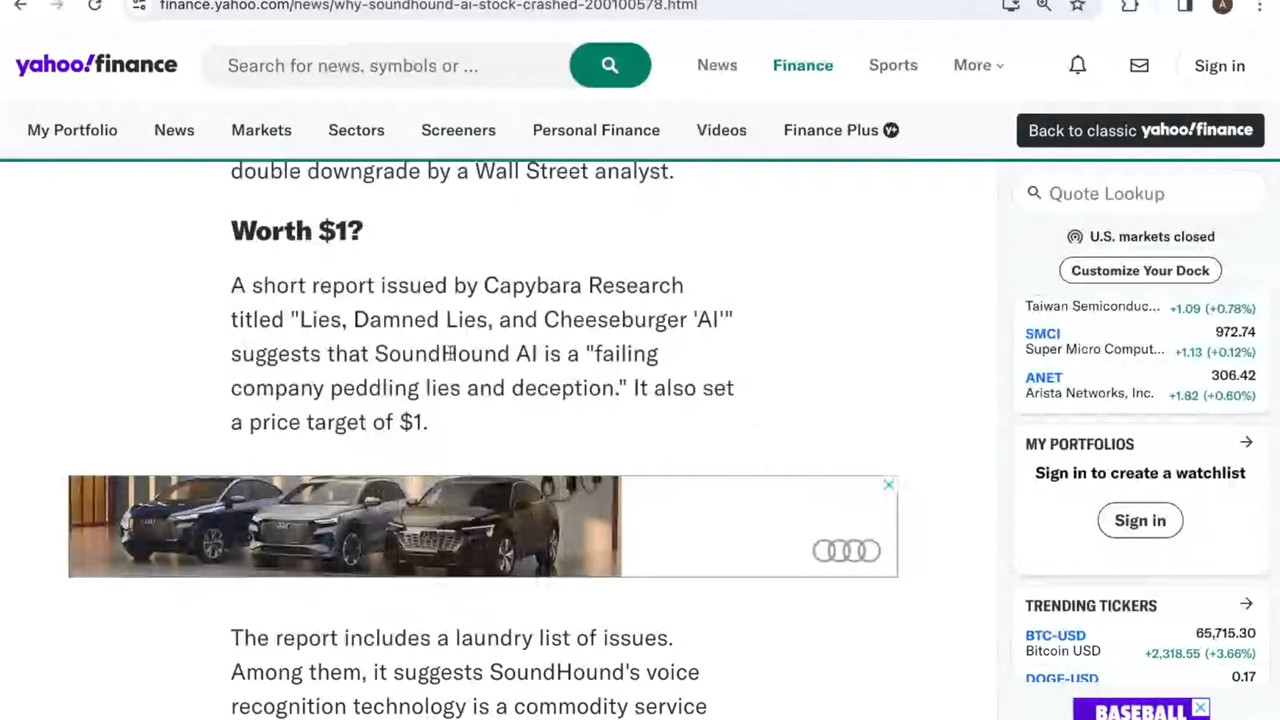 finance.yahoo.com/news/why-soundhound-ai-stock-crashed-200100578.html
A
yahoo!finance
Search for news, symbols or ...
News
Finance
Sports
More
Sign in
My Portfolio
News
Markets
Sectors
Screeners
Personal Finance
Videos
Finance Plus Y+
Back to classic yahoo!finance
double downgrade by a Wall Street analyst.
Worth $1?
A short report issued by Capybara Research
titled "Lies, Damned Lies, and Cheeseburger 'AI'"
suggests that SoundHound AI is a "failing
company peddling lies and deception." It also set
a price target of $1.
The report includes a laundry list of issues.
Among them, it suggests SoundHound's voice
recognition technology is a commodity service
Quote Lookup
U.S. markets closed
Customize Your Dock
Taiwan Semiconduc... +1.09 (+0.78%)
SMCI 972.74
Super Micro Comput... +1.13 (+0.12%)
ANET 306.42
Arista Networks, Inc. +1.82 (+0.60%)
MY PORTFOLIOS
Sign in to create a watchlist
Sign in
TRENDING TICKERS
BTC-USD 65,715.30
Bitcoin USD +2,318.55 (+3.66%)
DOGE-USD 0.17
BASEBALL